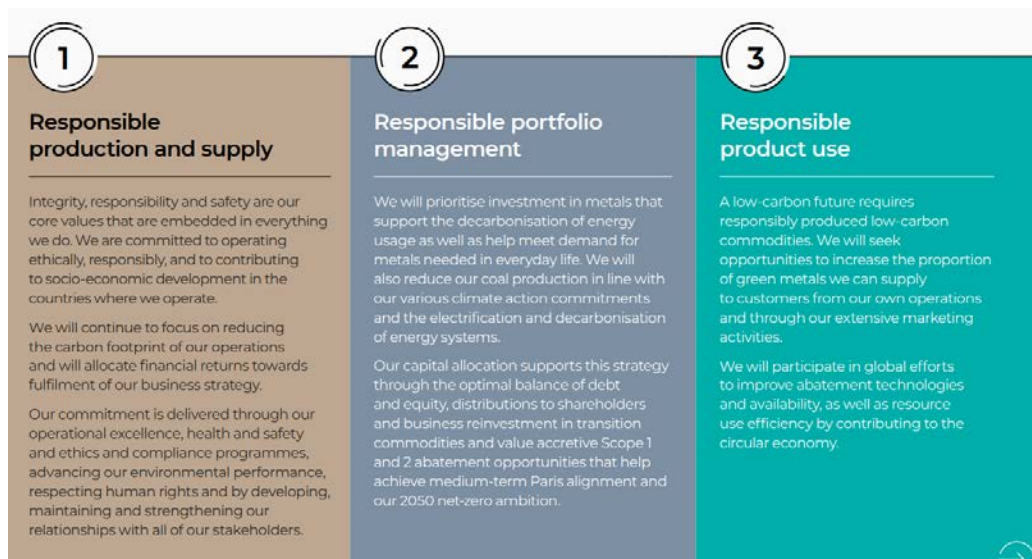 1
Responsible
production and supply
Integrity, responsibility and safety are our
core values that are embedded in everything
we do. We are committed to operating
ethically, responsibly, and to contributing
to socio-economic development in the
countries where we operate.
We will continue to focus on reducing
the carbon footprint of our operations
and will allocate financial returns towards
fulfilment of our business strategy.
Our commitment is delivered through our
operational excellence, health and safety
and ethics and compliance programmes,
advancing our environmental performance,
respecting human rights and by developing,
maintaining and strengthening our
relationships with all of our stakeholders.
2
Responsible portfolio
management
We will prioritise investment in metals that
support the decarbonisation of energy
usage as well as help meet demand for
metals needed in everyday life. We will
also reduce our coal production in line with
our various climate action commitments
and the electrification and decarbonisation
of energy systems.
Our capital allocation supports this strategy
through the optimal balance of debt
and equity, distributions to shareholders
and business reinvestment in transition
commodities and value accretive Scope 1
and 2 abatement opportunities that help
achieve medium-term Paris alignment and
our 2050 net-zero ambition.
3
Responsible
product use
A low-carbon future requires
responsibly produced low-carbon
commodities. We will seek
opportunities to increase the proportion
of green metals we can supply
to customers from our own operations
and through our extensive marketing
activities.
We will participate in global efforts
to improve abatement technologies
and availability, as well as resource
use efficiency by contributing to the
circular economy.